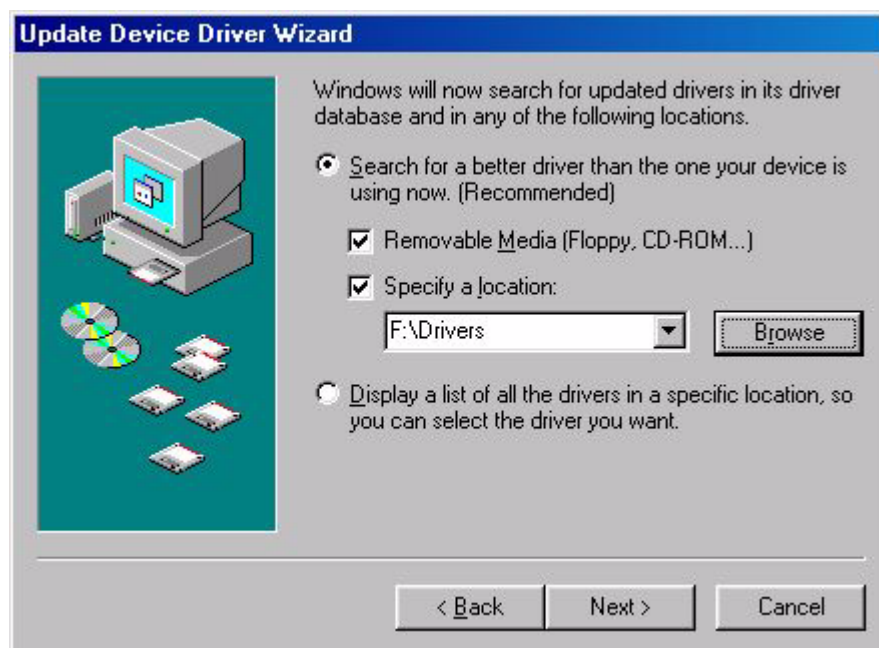 Update Device Driver Wizard
Windows will now search for updated drivers in its driver
database and in any of the following locations.
Search for a better driver than the one your device is
using now. (Recommended)
Removable Media (Floppy, CD-ROM...)
Specify a location:
F:\Drivers
Browse
Display a list of all the drivers in a specific location, so
you can select the driver you want.
< Back
Next >
Cancel